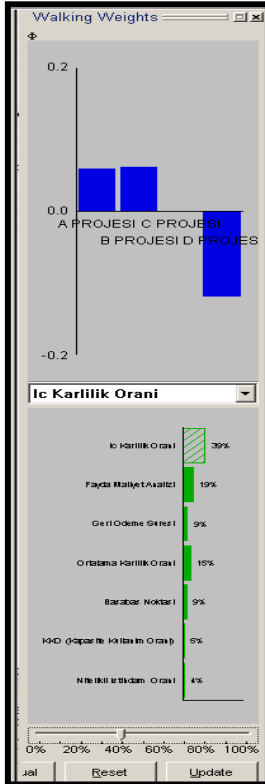 Walking Weights
Φ
0.2
0.0
A PROJESI C PROJESI
B PROJESI D PROJES
Ic Karlilik Orani
Ic Karlilik Orani 39%
Fayda Maliyet Analizi 19%
Geri Odeme Suresi 9%
Ortalama Karlilik Orani 15%
Basabas Noktasi 9%
KKO (Kapasite Kullanim Orani) 5%
Nitelikli Istihdam Orani 4%
0% 20% 40% 60% 80% 100%
ual Reset Update